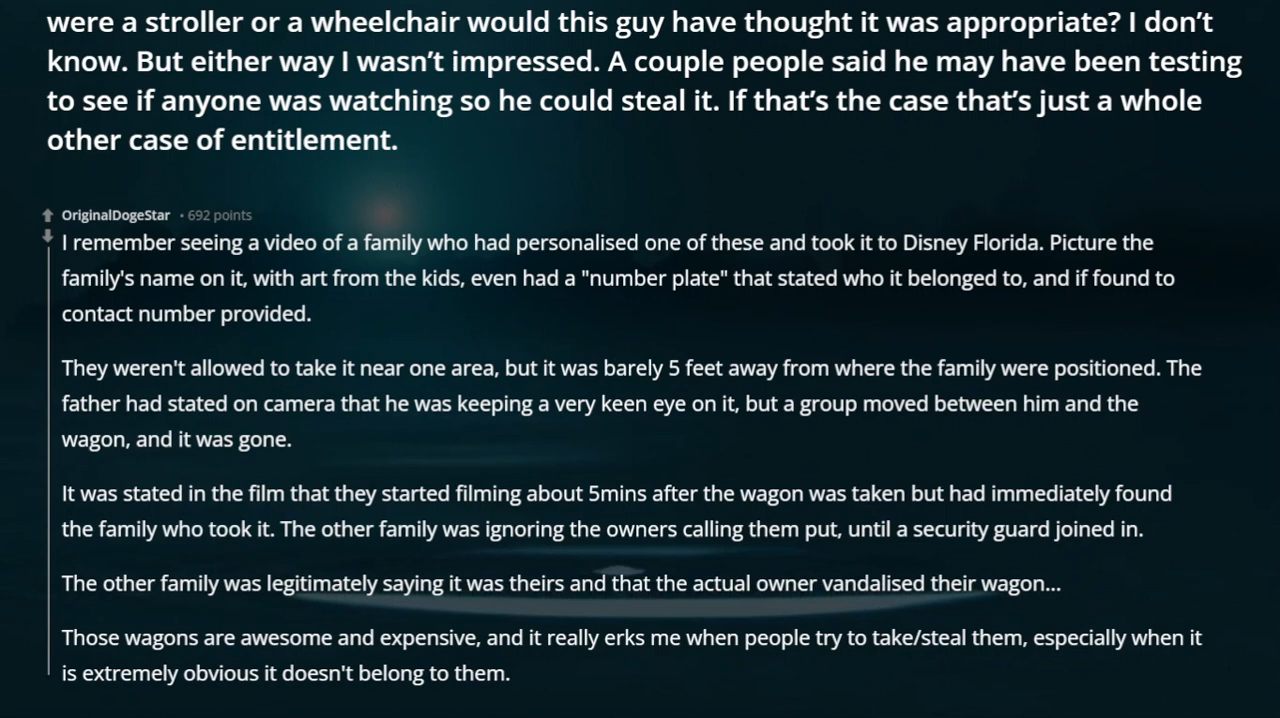 were a stroller or a wheelchair would this guy have thought it was appropriate? I don’t
know. But either way I wasn’t impressed. A couple people said he may have been testing
to see if anyone was watching so he could steal it. If that’s the case that’s just a whole
other case of entitlement.
OriginalDogeStar • 692 points
I remember seeing a video of a family who had personalised one of these and took it to Disney Florida. Picture the
family's name on it, with art from the kids, even had a "number plate" that stated who it belonged to, and if found to
contact number provided.
They weren't allowed to take it near one area, but it was barely 5 feet away from where the family were positioned. The
father had stated on camera that he was keeping a very keen eye on it, but a group moved between him and the
wagon, and it was gone.
It was stated in the film that they started filming about 5mins after the wagon was taken but had immediately found
the family who took it. The other family was ignoring the owners calling them put, until a security guard joined in.
The other family was legitimately saying it was theirs and that the actual owner vandalised their wagon...
Those wagons are awesome and expensive, and it really erks me when people try to take/steal them, especially when it
is extremely obvious it doesn't belong to them.